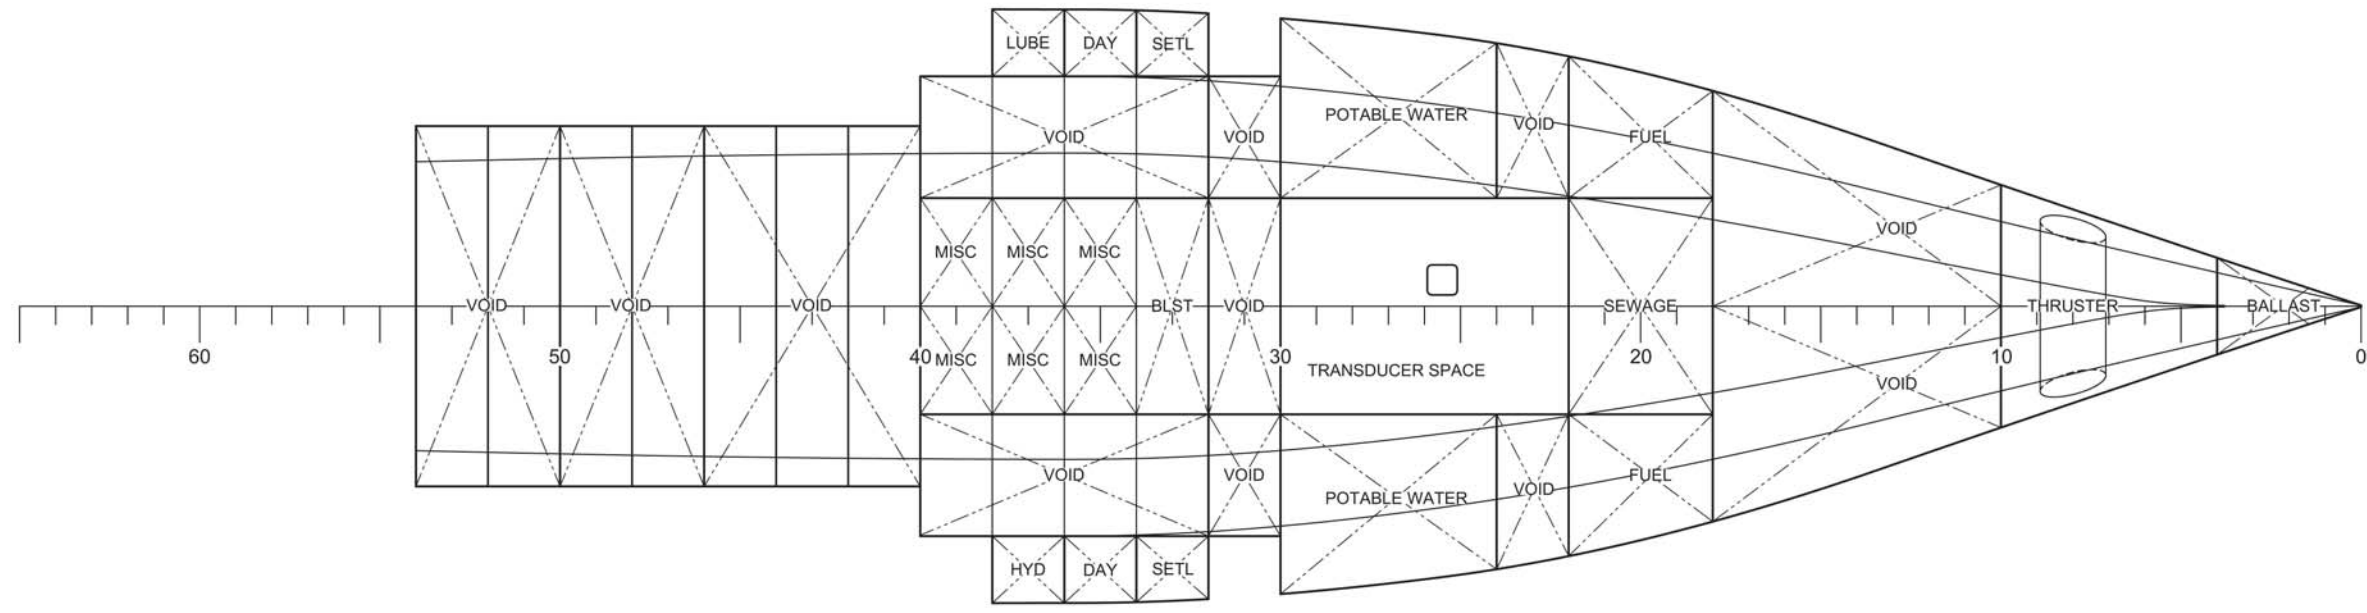 LUBE DAY SETL
POTABLE WATER
VOID FUEL
VOID VOID
VOID
MISC MISC MISC
VOID VOID VOID BLST VOID SEWAGE THRUSTER BALLAST
60 50 40 30 20 10 0
MISC MISC MISC
TRANSDUCER SPACE
VOID
VOID VOID FUEL
VOID
POTABLE WATER
HYD DAY SETL